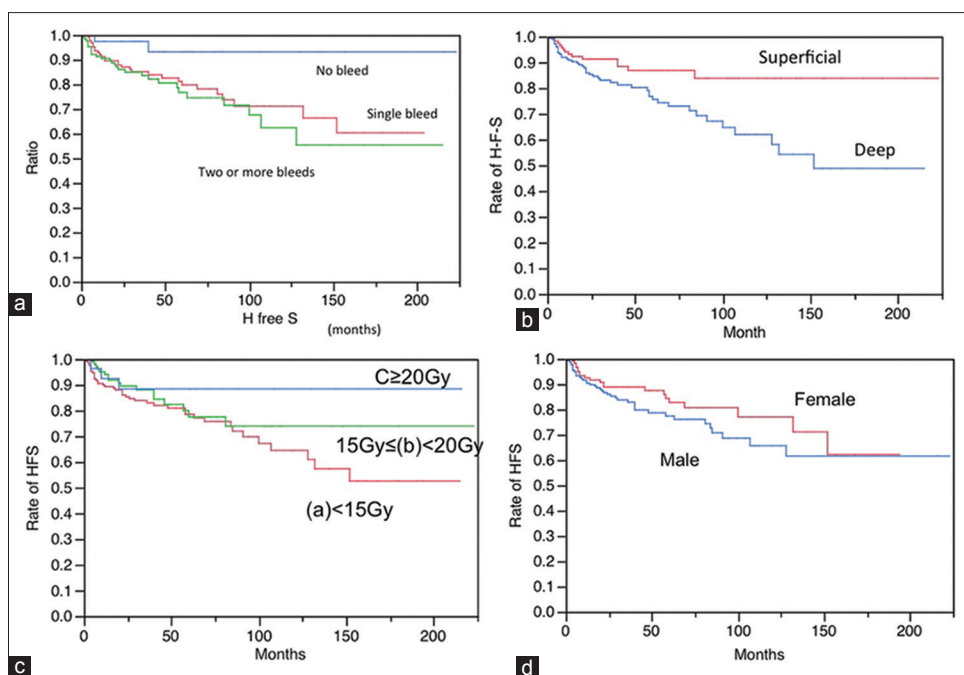 1.0
0.9
0.8
0.7
0.6
0.5
0.4
0.3
0.2
0.1
0.0
Ratio
No bleed
Single bleed
Two or more bleeds
0 50 100 150 200
H free S (months)
a
1.0
0.9
0.8
0.7
0.6
0.5
0.4
0.3
0.2
0.1
0.0
Rate of H-F-S
Superficial
Deep
0 50 100 150 200
Month
b
1.0
0.9
0.8
0.7
0.6
0.5
0.4
0.3
0.2
0.1
0.0
Rate of HFS
C≥20Gy
15Gy≤(b)<20Gy
(a)<15Gy
0 50 100 150 200
Months
c
1.0
0.9
0.8
0.7
0.6
0.5
0.4
0.3
0.2
0.1
0.0
Rate of HFS
Female
Male
0 50 100 150 200
Months
d